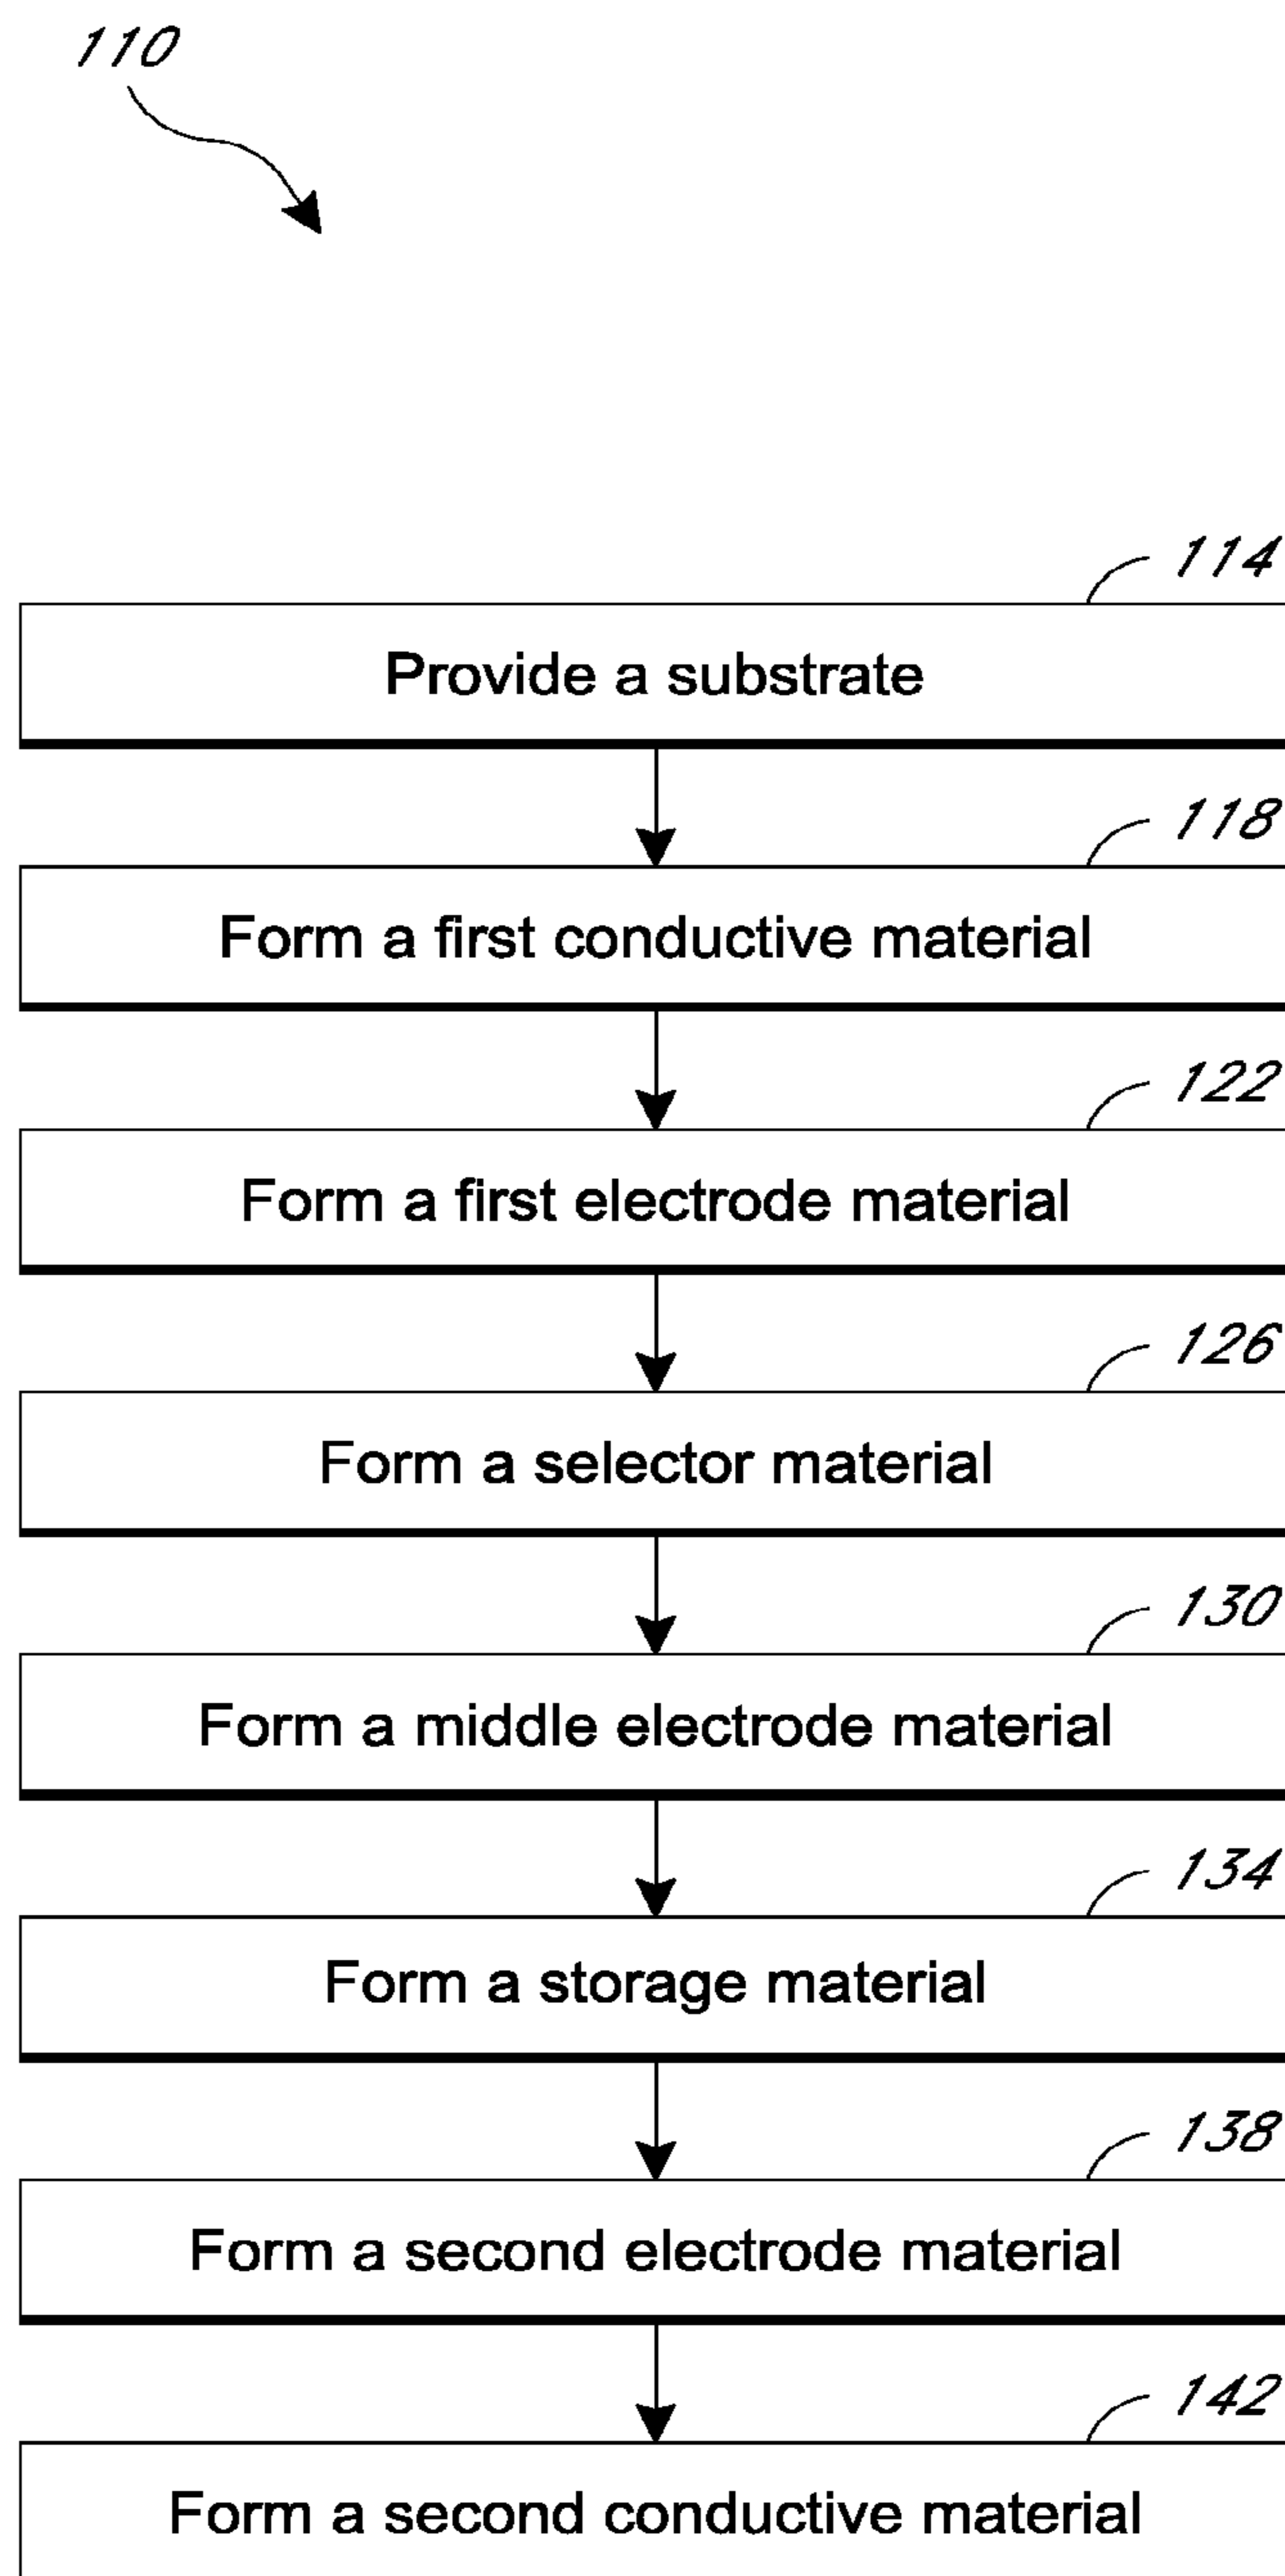 110
114
Provide a substrate
118
Form a first conductive material
122
Form a first electrode material
126
Form a selector material
130
Form a middle electrode material
134
Form a storage material
138
Form a second electrode material
142
Form a second conductive material